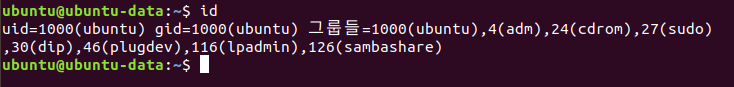 ubuntu@ubuntu-data:~$ id
uid=1000(ubuntu) gid=1000(ubuntu) 그룹들=1000(ubuntu),4(adm),24(cdrom),27(sudo)
,30(dip),46(plugdev),116(lpadmin),126(sambashare)
ubuntu@ubuntu-data:~$